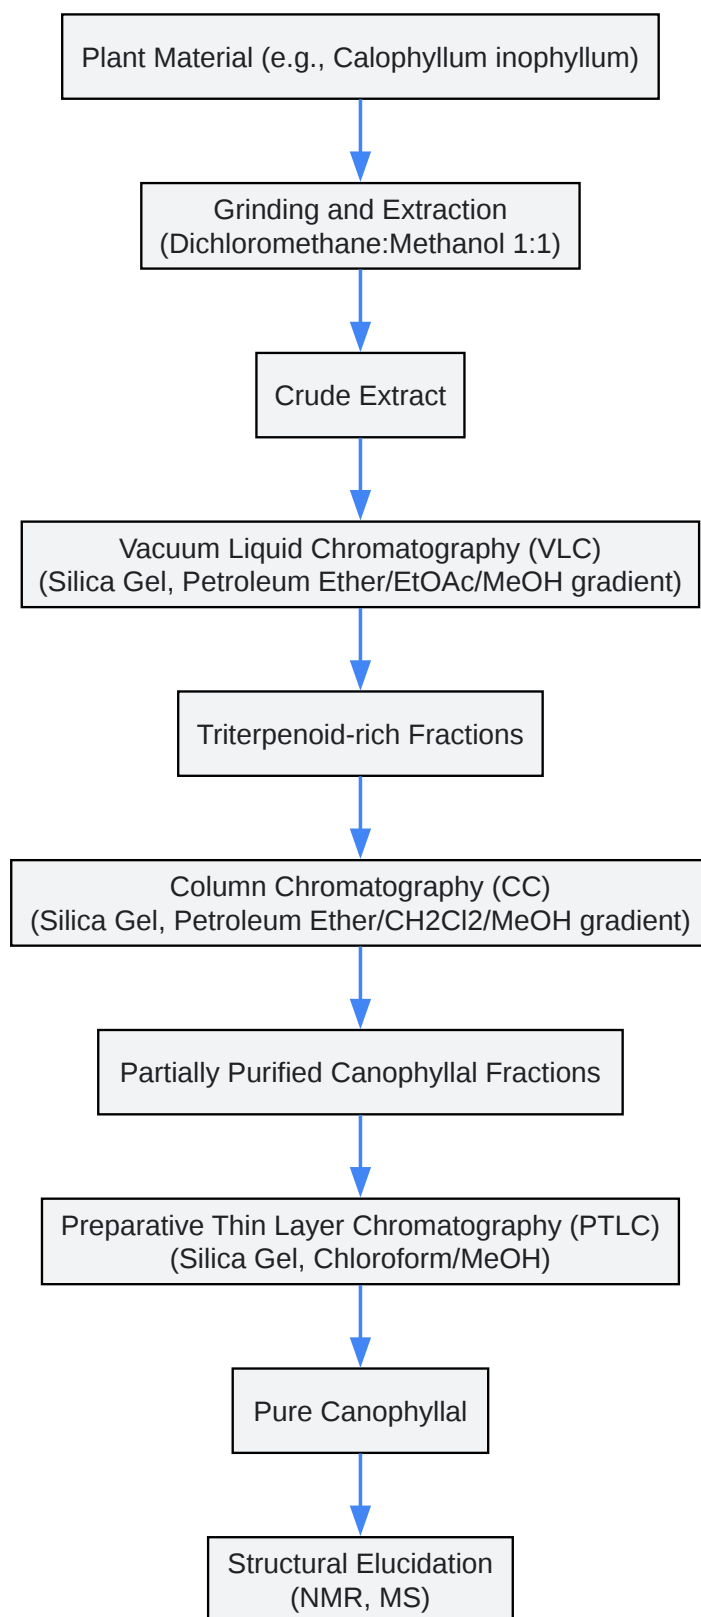 Plant Material (e.g., Calophyllum inophyllum)
Grinding and Extraction
(Dichloromethane:Methanol 1:1)
Crude Extract
Vacuum Liquid Chromatography (VLC)
(Silica Gel, Petroleum Ether/EtOAc/MeOH gradient)
Triterpenoid-rich Fractions
Column Chromatography (CC)
(Silica Gel, Petroleum Ether/CH2Cl2/MeOH gradient)
Partially Purified Canophyllal Fractions
Preparative Thin Layer Chromatography (PTLC)
(Silica Gel, Chloroform/MeOH)
Pure Canophyllal
Structural Elucidation
(NMR, MS)